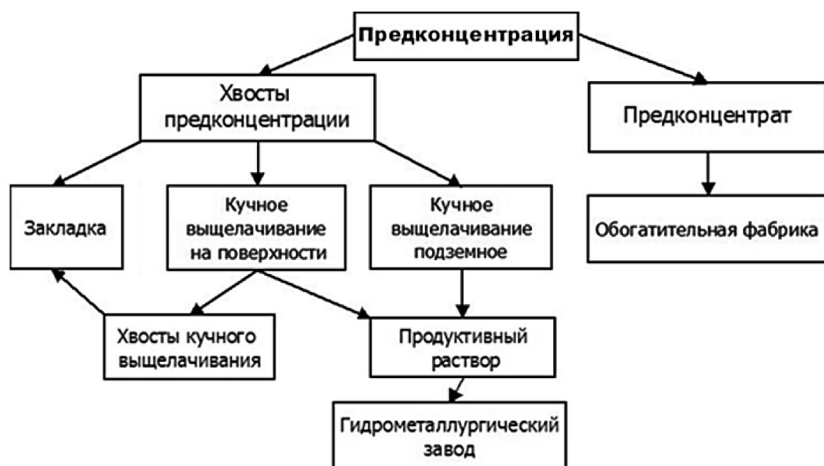 Предконцентрация
Хвосты
предконцентрации
Предконцентрат
Закладка
Кучное
выщелачивание
на поверхности
Кучное
выщелачивание
подземное
Обогатительная фабрика
Хвосты кучного
выщелачивания
Продуктивный
раствор
Гидрометаллургический
завод